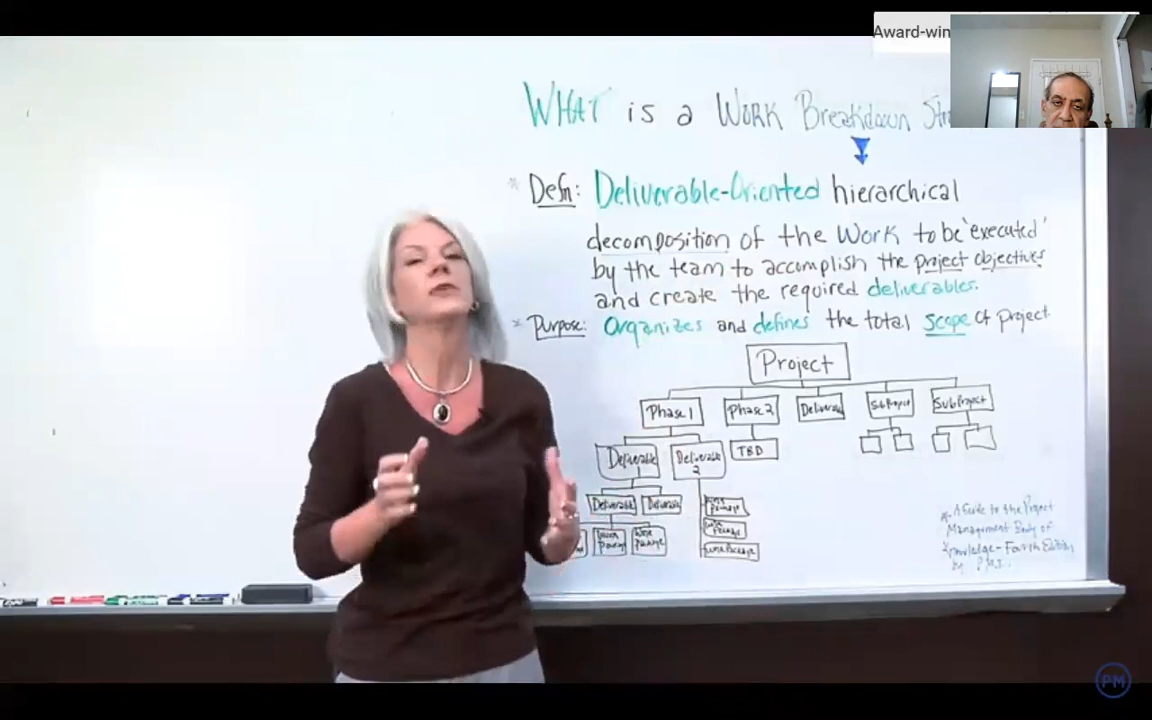 Award-win
WHAT is a WORK Breakdown Str
* Defn: Deliverable-Oriented hierarchical
decomposition of the Work to be 'executed'
by the team to accomplish the project objectives
and create the required deliverables.
* Purpose: Organizes and defines the total scope of project.
Project
Phase 1 Phase 2 Deliverable SubProject SubProject
Deliverable Deliverable 2 TBD
Deliverable Deliverable Work Package
Work Package
Work Package Work Package Work Package
* A Guide to the Project
Management Body of
Knowledge - Fourth Edition
by PMI.
PM